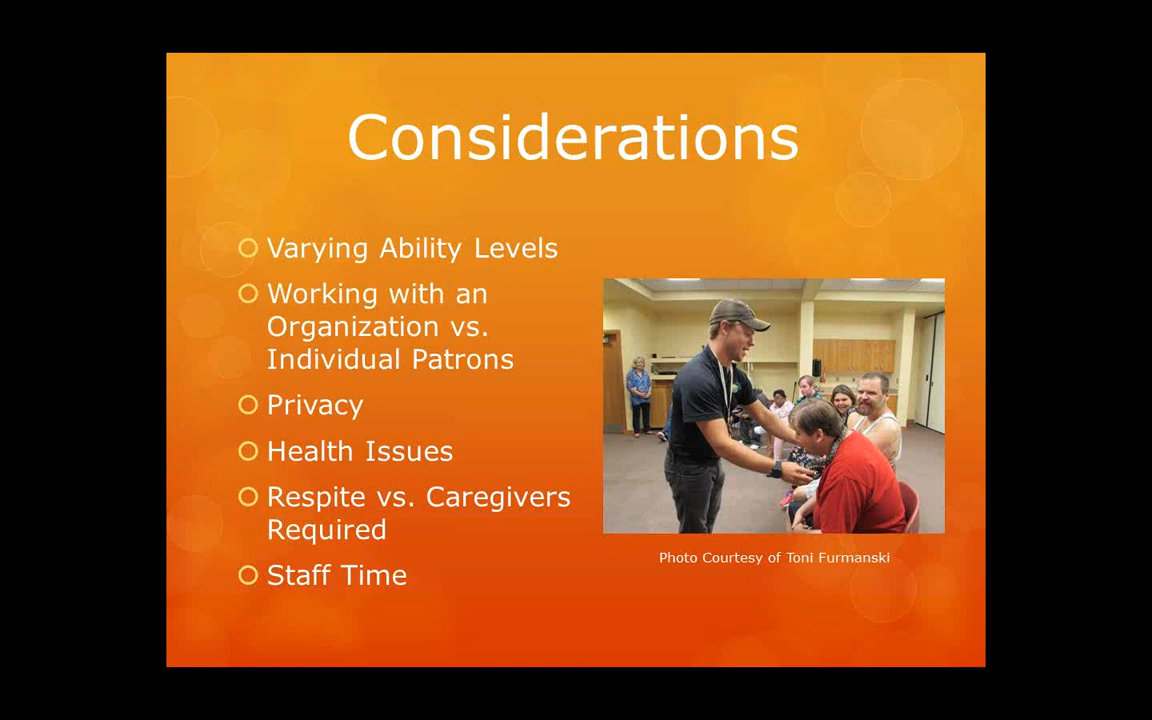 Considerations
Varying Ability Levels
Working with an
Organization vs.
Individual Patrons
Privacy
Health Issues
Respite vs. Caregivers
Required
Staff Time
Photo Courtesy of Toni Furmanski